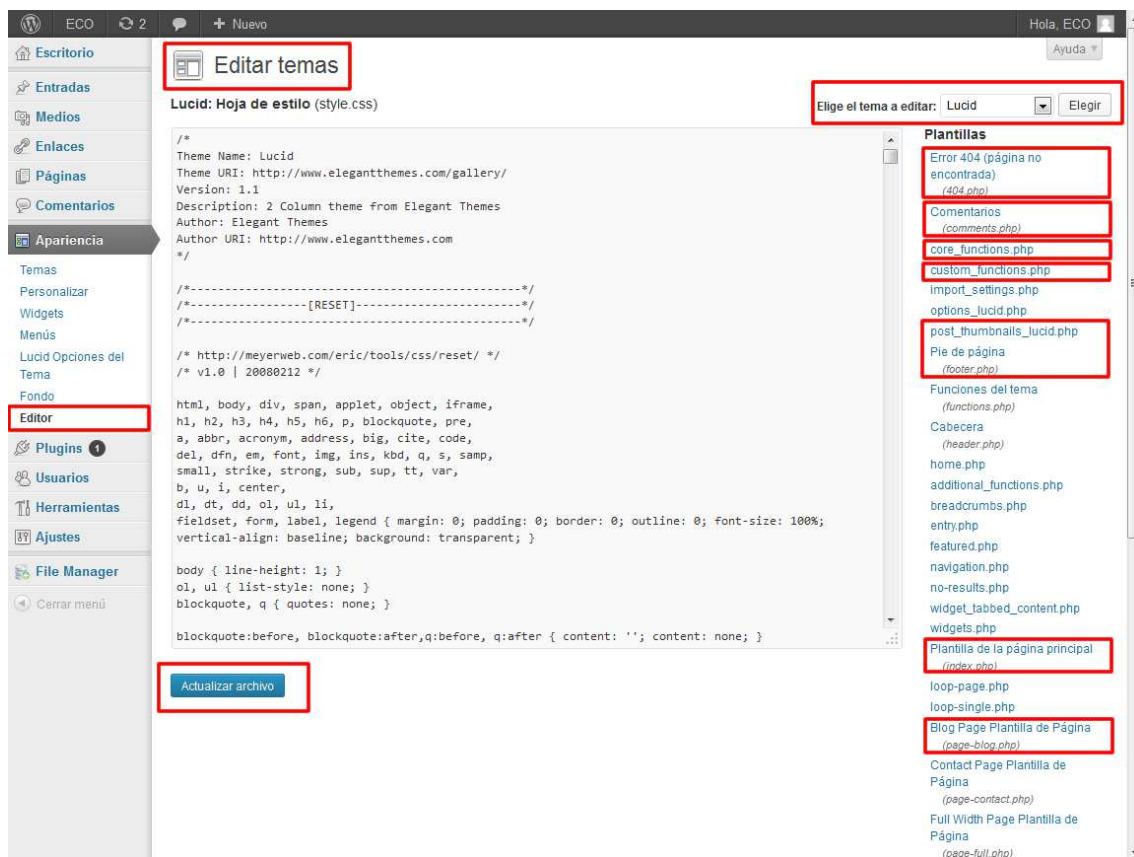 ECO 2 + Nuevo Hola, ECO
Escritorio
Entradas
Medios
Enlaces
Páginas
Comentarios
Apariencia
Temas
Personalizar
Widgets
Menús
Lucid Opciones del
Tema
Fondo
Editor
Plugins 1
Usuarios
Herramientas
Ajustes
File Manager
Cerrar menú
Ayuda
Editar temas
Lucid: Hoja de estilo (style.css)
Elige el tema a editar: Lucid Elegir
/*
Theme Name: Lucid
Theme URI: http://www.elegantthemes.com/gallery/
Version: 1.1
Description: 2 Column theme from Elegant Themes
Author: Elegant Themes
Author URI: http://www.elegantthemes.com
*/
/*------------------------------------------------*/
/*-----------------[RESET]------------------------*/
/*------------------------------------------------*/
/* http://meyerweb.com/eric/tools/css/reset/ */
/* v1.0 | 20080212 */
html, body, div, span, applet, object, iframe,
h1, h2, h3, h4, h5, h6, p, blockquote, pre,
a, abbr, acronym, address, big, cite, code,
del, dfn, em, font, img, ins, kbd, q, s, samp,
small, strike, strong, sub, sup, tt, var,
b, u, i, center,
dl, dt, dd, ol, ul, li,
fieldset, form, label, legend { margin: 0; padding: 0; border: 0; outline: 0; font-size: 100%;
vertical-align: baseline; background: transparent; }
body { line-height: 1; }
ol, ul { list-style: none; }
blockquote, q { quotes: none; }
blockquote:before, blockquote:after,q:before, q:after { content: ''; content: none; }
Actualizar archivo
Plantillas
Error 404 (página no
encontrada)
(404.php)
Comentarios
(comments.php)
core_functions.php
custom_functions.php
import_settings.php
options_lucid.php
post_thumbnails_lucid.php
Pie de página
(footer.php)
Funciones del tema
(functions.php)
Cabecera
(header.php)
home.php
additional_functions.php
breadcrumbs.php
entry.php
featured.php
navigation.php
no-results.php
widget_tabbed_content.php
widgets.php
Plantilla de la página principal
(index.php)
loop-page.php
loop-single.php
Blog Page Plantilla de Página
(page-blog.php)
Contact Page Plantilla de
Página
(page-contact.php)
Full Width Page Plantilla de
Página
(page-full.php)